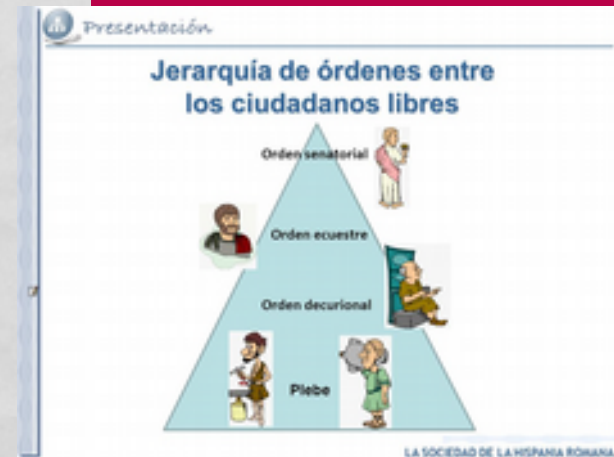 Presentación
Jerarquía de órdenes entre
los ciudadanos libres
Orden senatorial
Orden ecuestre
Orden decurional
Plebe
LA SOCIEDAD DE LA HISPANIA ROMANA